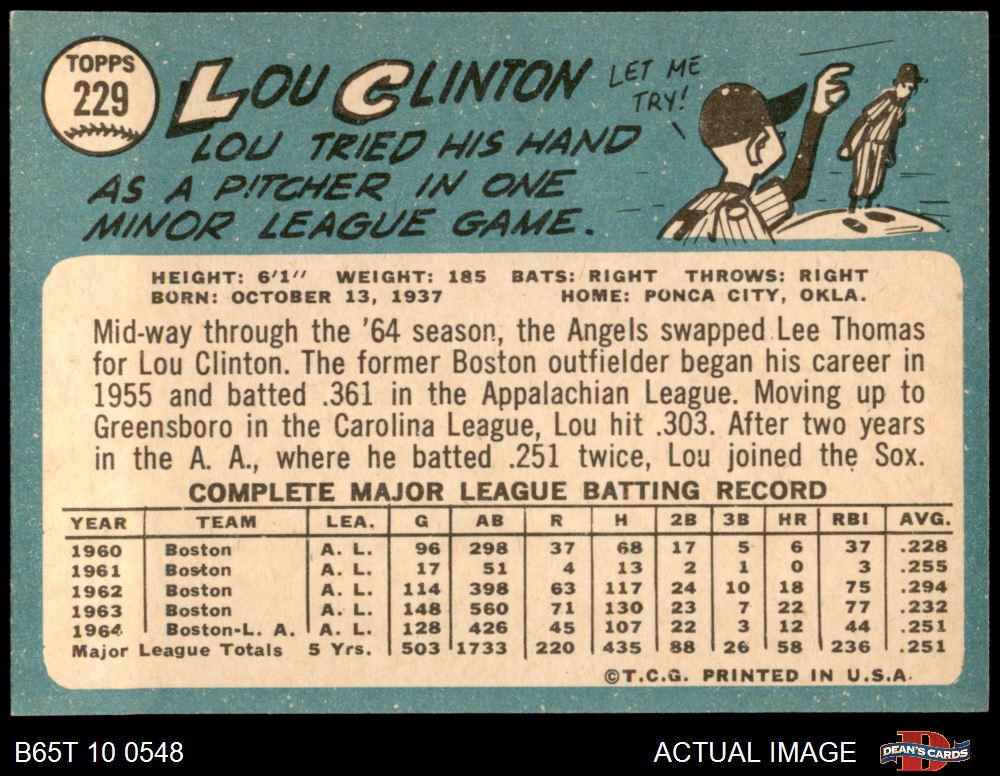 TOPPS
229
LOU CLINTON
LET ME
TRY!
LOU TRIED HIS HAND
AS A PITCHER IN ONE
MINOR LEAGUE GAME.
HEIGHT: 6'1" WEIGHT: 185 BATS: RIGHT THROWS: RIGHT
BORN: OCTOBER 13, 1937 HOME: PONCA CITY, OKLA.
Mid-way through the '64 season, the Angels swapped Lee Thomas
for Lou Clinton. The former Boston outfielder began his career in
1955 and batted .361 in the Appalachian League. Moving up to
Greensboro in the Carolina League, Lou hit .303. After two years
in the A. A., where he batted .251 twice, Lou joined the Sox.
COMPLETE MAJOR LEAGUE BATTING RECORD
YEAR TEAM LEA. G AB R H 2B 3B HR RBI AVG.
1960 Boston A. L. 96 298 37 68 17 5 6 37 .228
1961 Boston A. L. 17 51 4 13 2 1 0 3 .255
1962 Boston A. L. 114 398 63 117 24 10 18 75 .294
1963 Boston A. L. 148 560 71 130 23 7 22 77 .232
1964 Boston-L. A. A. L. 128 426 45 107 22 3 12 44 .251
Major League Totals 5 Yrs. 503 1733 220 435 88 26 58 236 .251
©T.C.G. PRINTED IN U.S.A.
B65T 10 0548 ACTUAL IMAGE DEAN'S CARDS